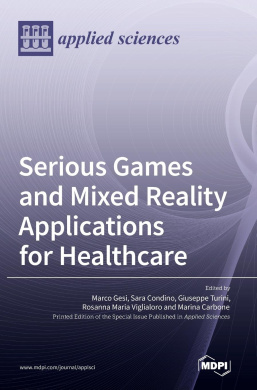 applied sciences
Serious Games
and Mixed Reality
Applications
for Healthcare
Edited by
Marco Gesi, Sara Condino, Giuseppe Turini,
Rosanna Maria Viglialoro and Marina Carbone
Printed Edition of the Special Issue Published in Applied Sciences
www.mdpi.com/journal/applsci
MDPI